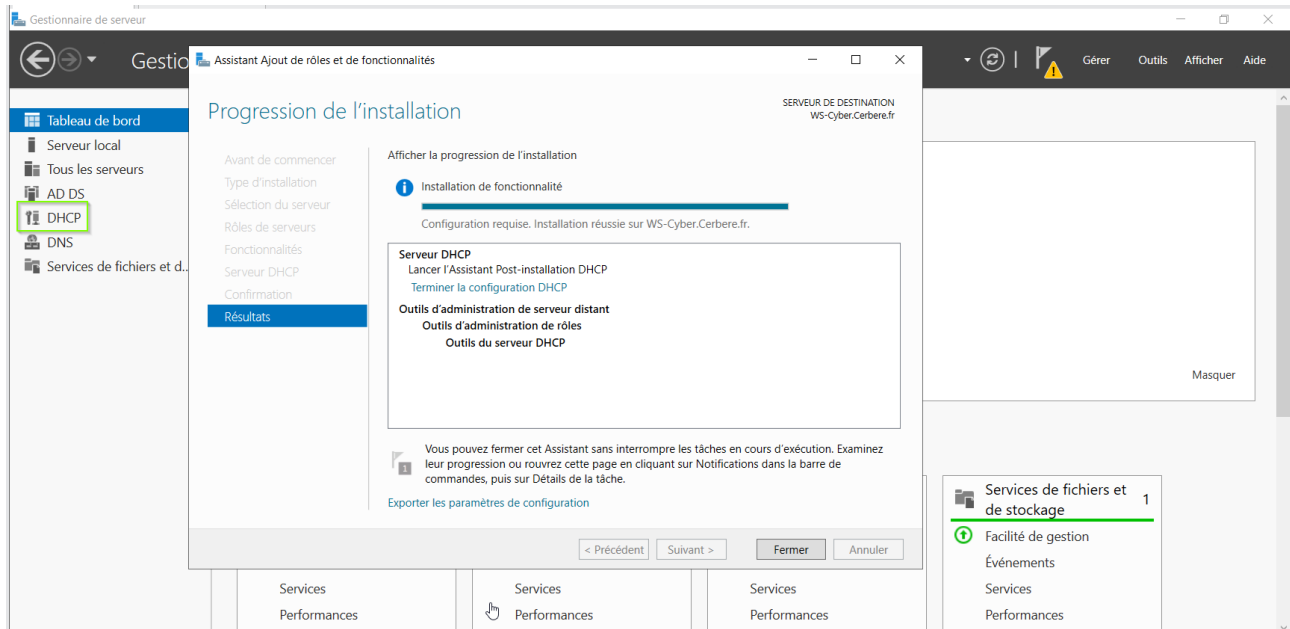 Gestionnaire de serveur
Gestio
Gérer
Outils
Afficher
Aide
Tableau de bord
Serveur local
Tous les serveurs
AD DS
DHCP
DNS
Services de fichiers et d...
Assistant Ajout de rôles et de fonctionnalités
Progression de l'installation
SERVEUR DE DESTINATION
WS-Cyber.Cerbere.fr
Avant de commencer
Type d'installation
Sélection du serveur
Rôles de serveurs
Fonctionnalités
Serveur DHCP
Confirmation
Résultats
Afficher la progression de l'installation
Installation de fonctionnalité
Configuration requise. Installation réussie sur WS-Cyber.Cerbere.fr.
Serveur DHCP
Lancer l'Assistant Post-installation DHCP
Terminer la configuration DHCP
Outils d'administration de serveur distant
Outils d'administration de rôles
Outils du serveur DHCP
1
Vous pouvez fermer cet Assistant sans interrompre les tâches en cours d'exécution. Examinez
leur progression ou rouvrez cette page en cliquant sur Notifications dans la barre de
commandes, puis sur Détails de la tâche.
Exporter les paramètres de configuration
< Précédent
Suivant >
Fermer
Annuler
Masquer
Services de fichiers et
de stockage
1
Facilité de gestion
Événements
Services
Performances
Services
Performances
Services
Performances
Services
Performances